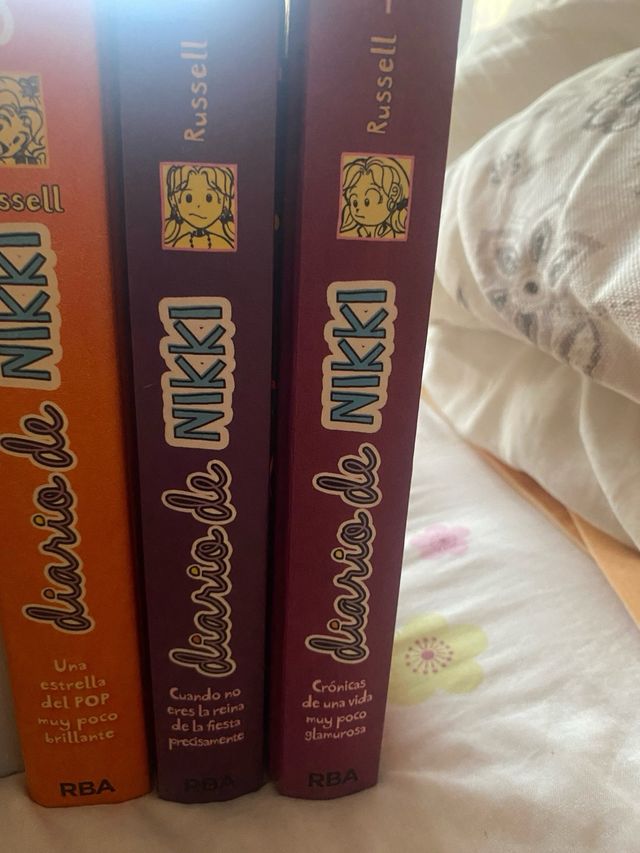 ssell
diario de NIKKI
Una
estrella
del POP
muy poco
brillante
RBA
Russell
diario de NIKKI
Cuando no
eres la reina
de la fiesta
precisamente
RBA
Russell
diario de NIKKI
Crónicas
de una vida
muy poco
glamurosa
RBA